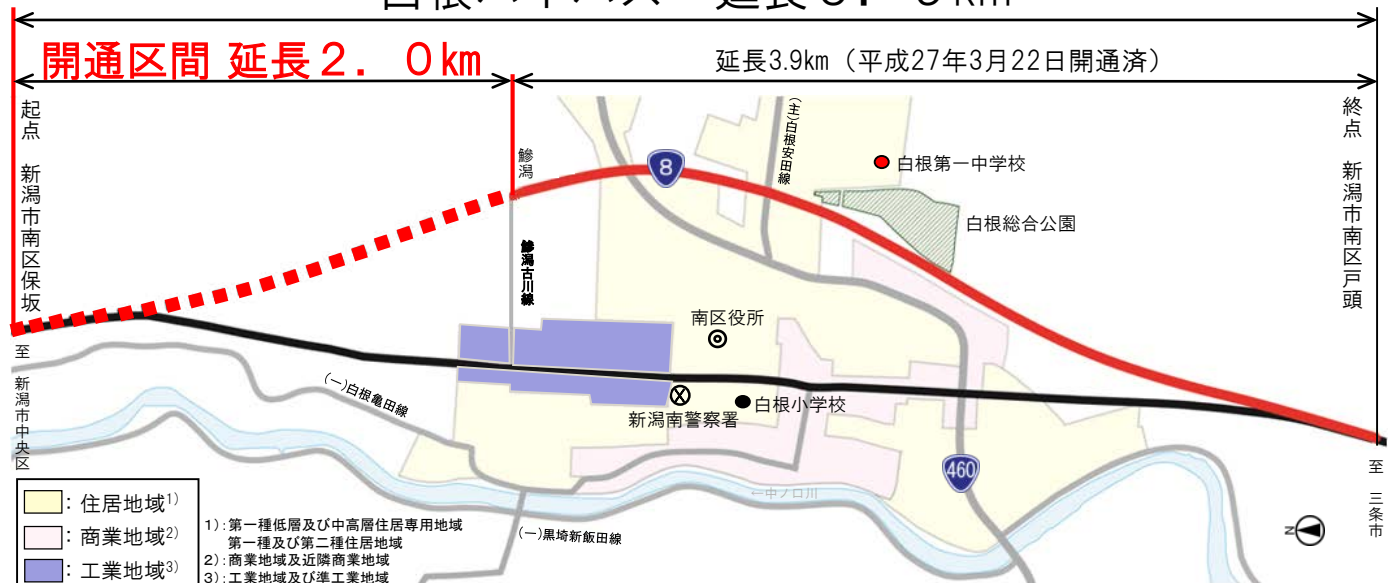 開通区間 延長2.0km
延長3.9km(平成27年3月22日開通済)
起点 新潟市南区保坂
終点 新潟市南区戸頭
鰺潟
8
(主)白根安田線
白根第一中学校
白根総合公園
鰺潟古川線
南区役所
新潟南警察署
白根小学校
460
至 新潟市中央区
至 三条市
(一)白根亀田線
(一)黒埼新飯田線
←中ノ口川
N
:住居地域1)
:商業地域2)
:工業地域3)
1):第一種低層及び中高層住居専用地域
第一種及び第二種住居地域
2):商業地域及近隣商業地域
3):工業地域及び準工業地域